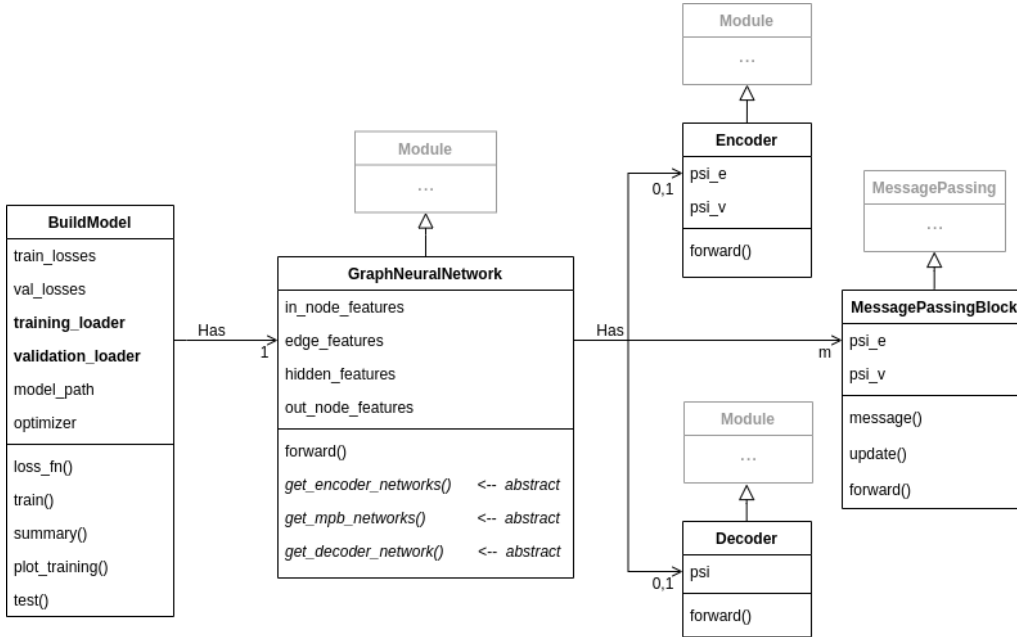 Module
...
Encoder
psi_e
psi_v
forward()
0,1
Module
...
MessagePassing
...
BuildModel
train_losses
val_losses
training_loader
validation_loader
model_path
optimizer
loss_fn()
train()
summary()
plot_training()
test()
Has
1
GraphNeuralNetwork
in_node_features
edge_features
hidden_features
out_node_features
forward()
get_encoder_networks() <-- abstract
get_mpb_networks() <-- abstract
get_decoder_network() <-- abstract
Has
m
MessagePassingBlock
psi_e
psi_v
message()
update()
forward()
Module
...
Decoder
psi
forward()
0,1